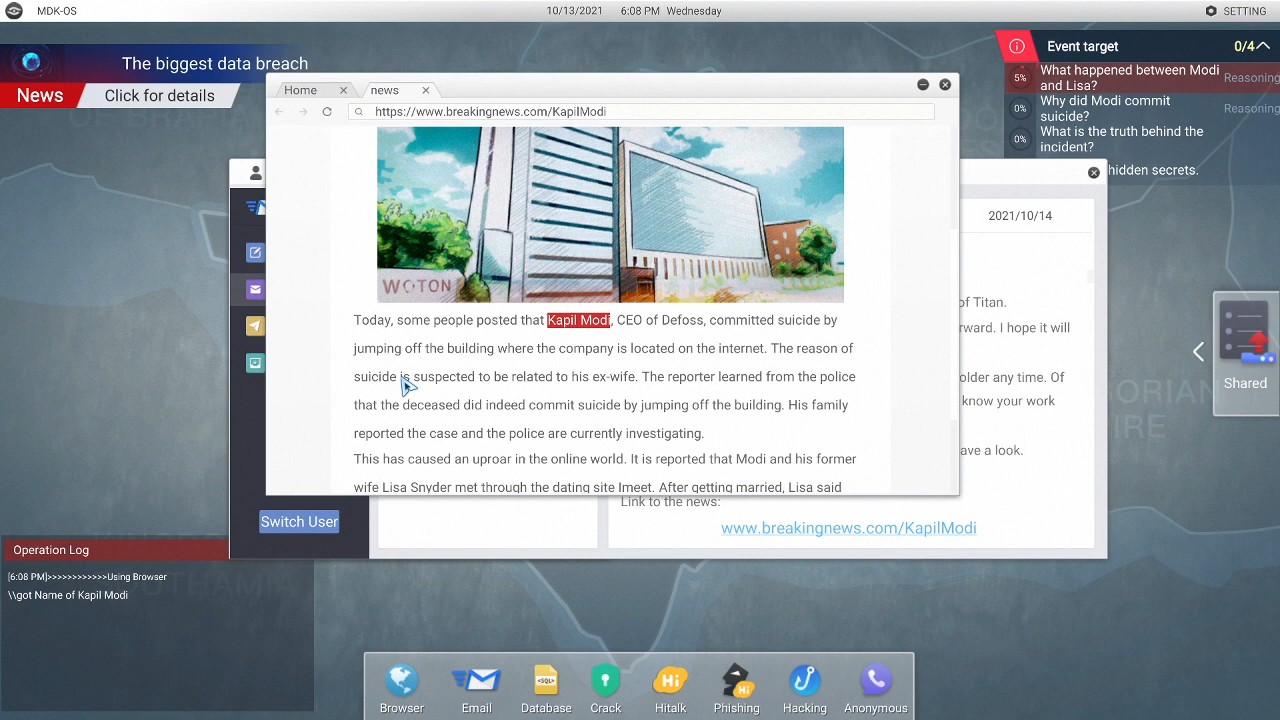 MDK-OS
10/13/2021 6:08 PM Wednesday
SETTING
The biggest data breach
News
Click for details
Event target
0/4
5%
What happened between Modi and Lisa?
Reasoning
0%
Why did Modi commit suicide?
Reasoning
0%
What is the truth behind the incident?
hidden secrets.
Home
news
https://www.breakingnews.com/KapilModi
WOTON
Today, some people posted that Kapil Modi, CEO of Defoss, committed suicide by
jumping off the building where the company is located on the internet. The reason of
suicide is suspected to be related to his ex-wife. The reporter learned from the police
that the deceased did indeed commit suicide by jumping off the building. His family
reported the case and the police are currently investigating.
This has caused an uproar in the online world. It is reported that Modi and his former
wife Lisa Snyder met through the dating site Imeet. After getting married, Lisa said
2021/10/14
of Titan.
rward. I hope it will
older any time. Of
know your work
ave a look.
Link to the news:
www.breakingnews.com/KapilModi
Switch User
Shared
Operation Log
[6:08 PM]>>>>>>>>>>>>Using Browser
\\got Name of Kapil Modi
Browser
Email
<SQL>
Database
Crack
Hi
Hitalk
Hi
Phishing
Hacking
Anonymous